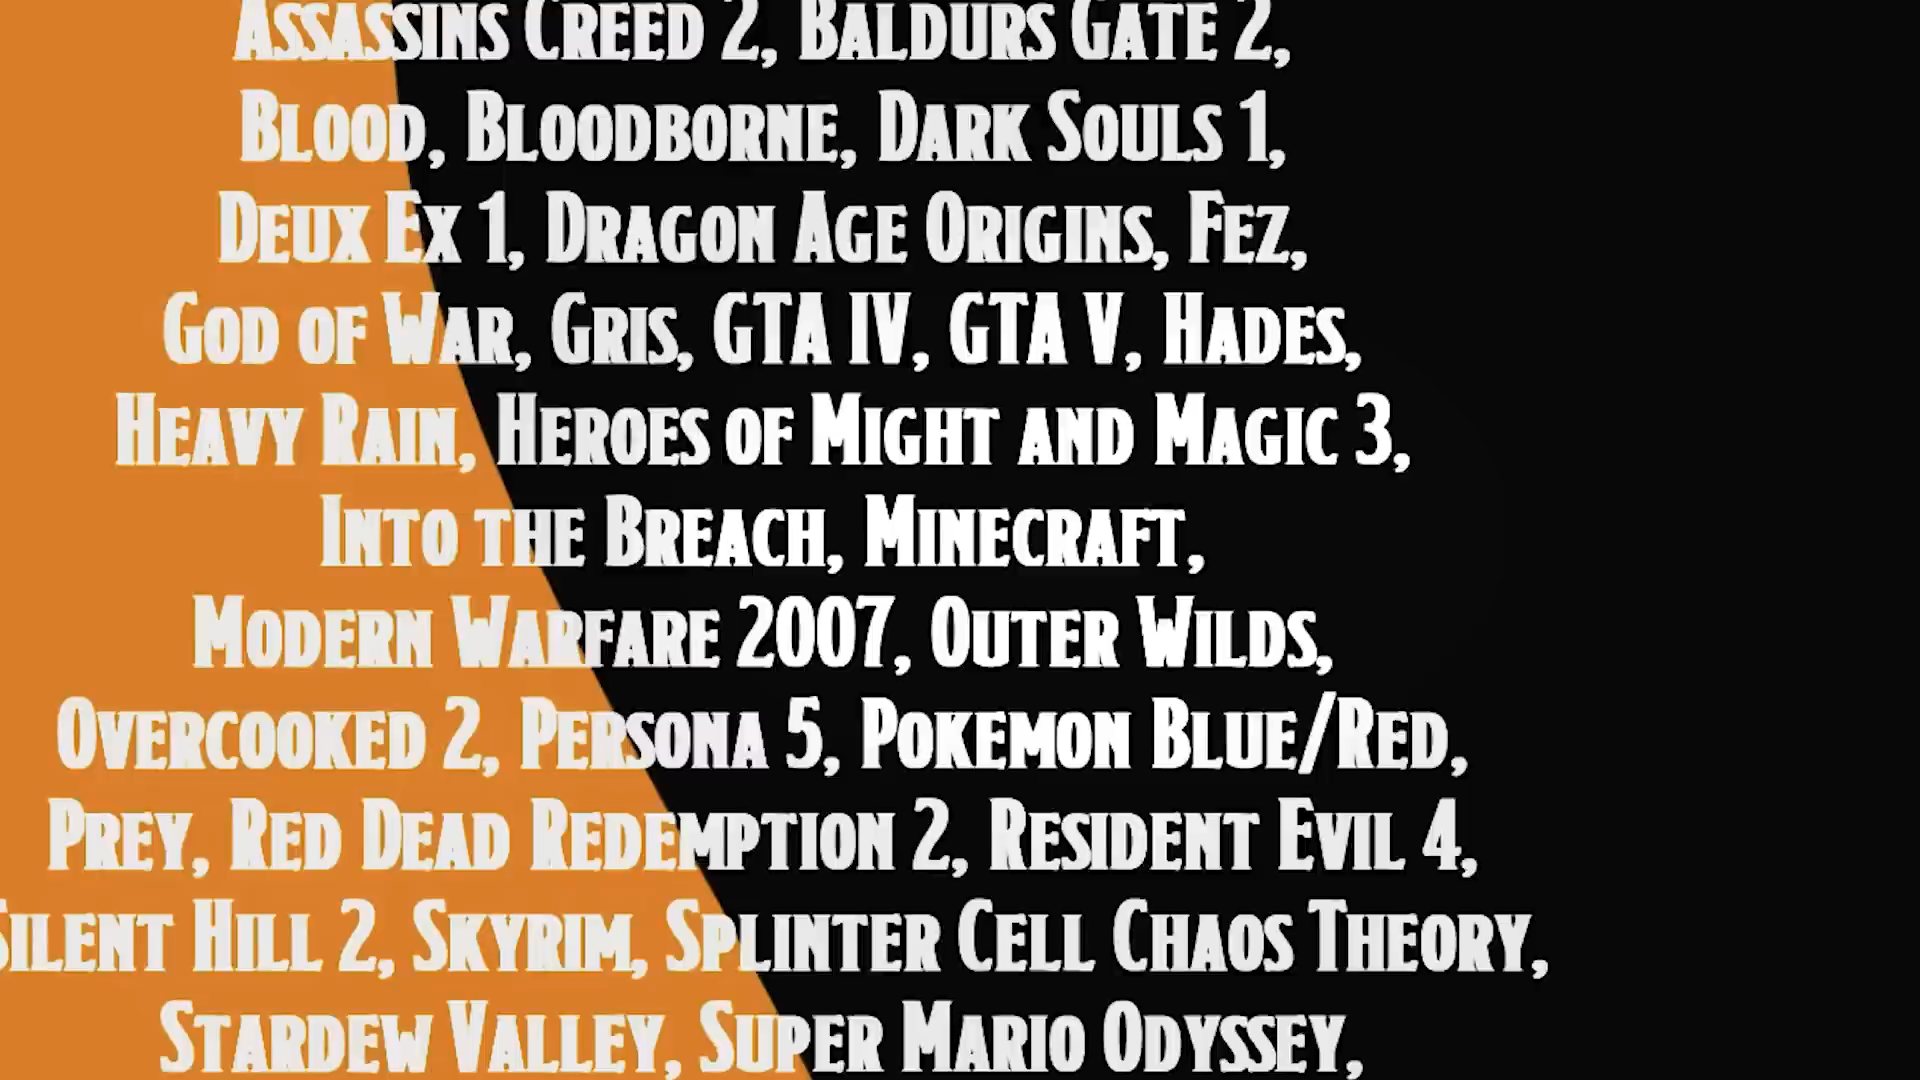 Assassins Creed 2, Baldurs Gate 2,
Blood, Bloodborne, Dark Souls 1,
Deux Ex 1, Dragon Age Origins, Fez,
God of War, Gris, GTA IV, GTA V, Hades,
Heavy Rain, Heroes of Might and Magic 3,
Into the Breach, Minecraft,
Modern Warfare 2007, Outer Wilds,
Overcooked 2, Persona 5, Pokemon Blue/Red,
Prey, Red Dead Redemption 2, Resident Evil 4,
Silent Hill 2, Skyrim, Splinter Cell Chaos Theory,
Stardew Valley, Super Mario Odyssey,